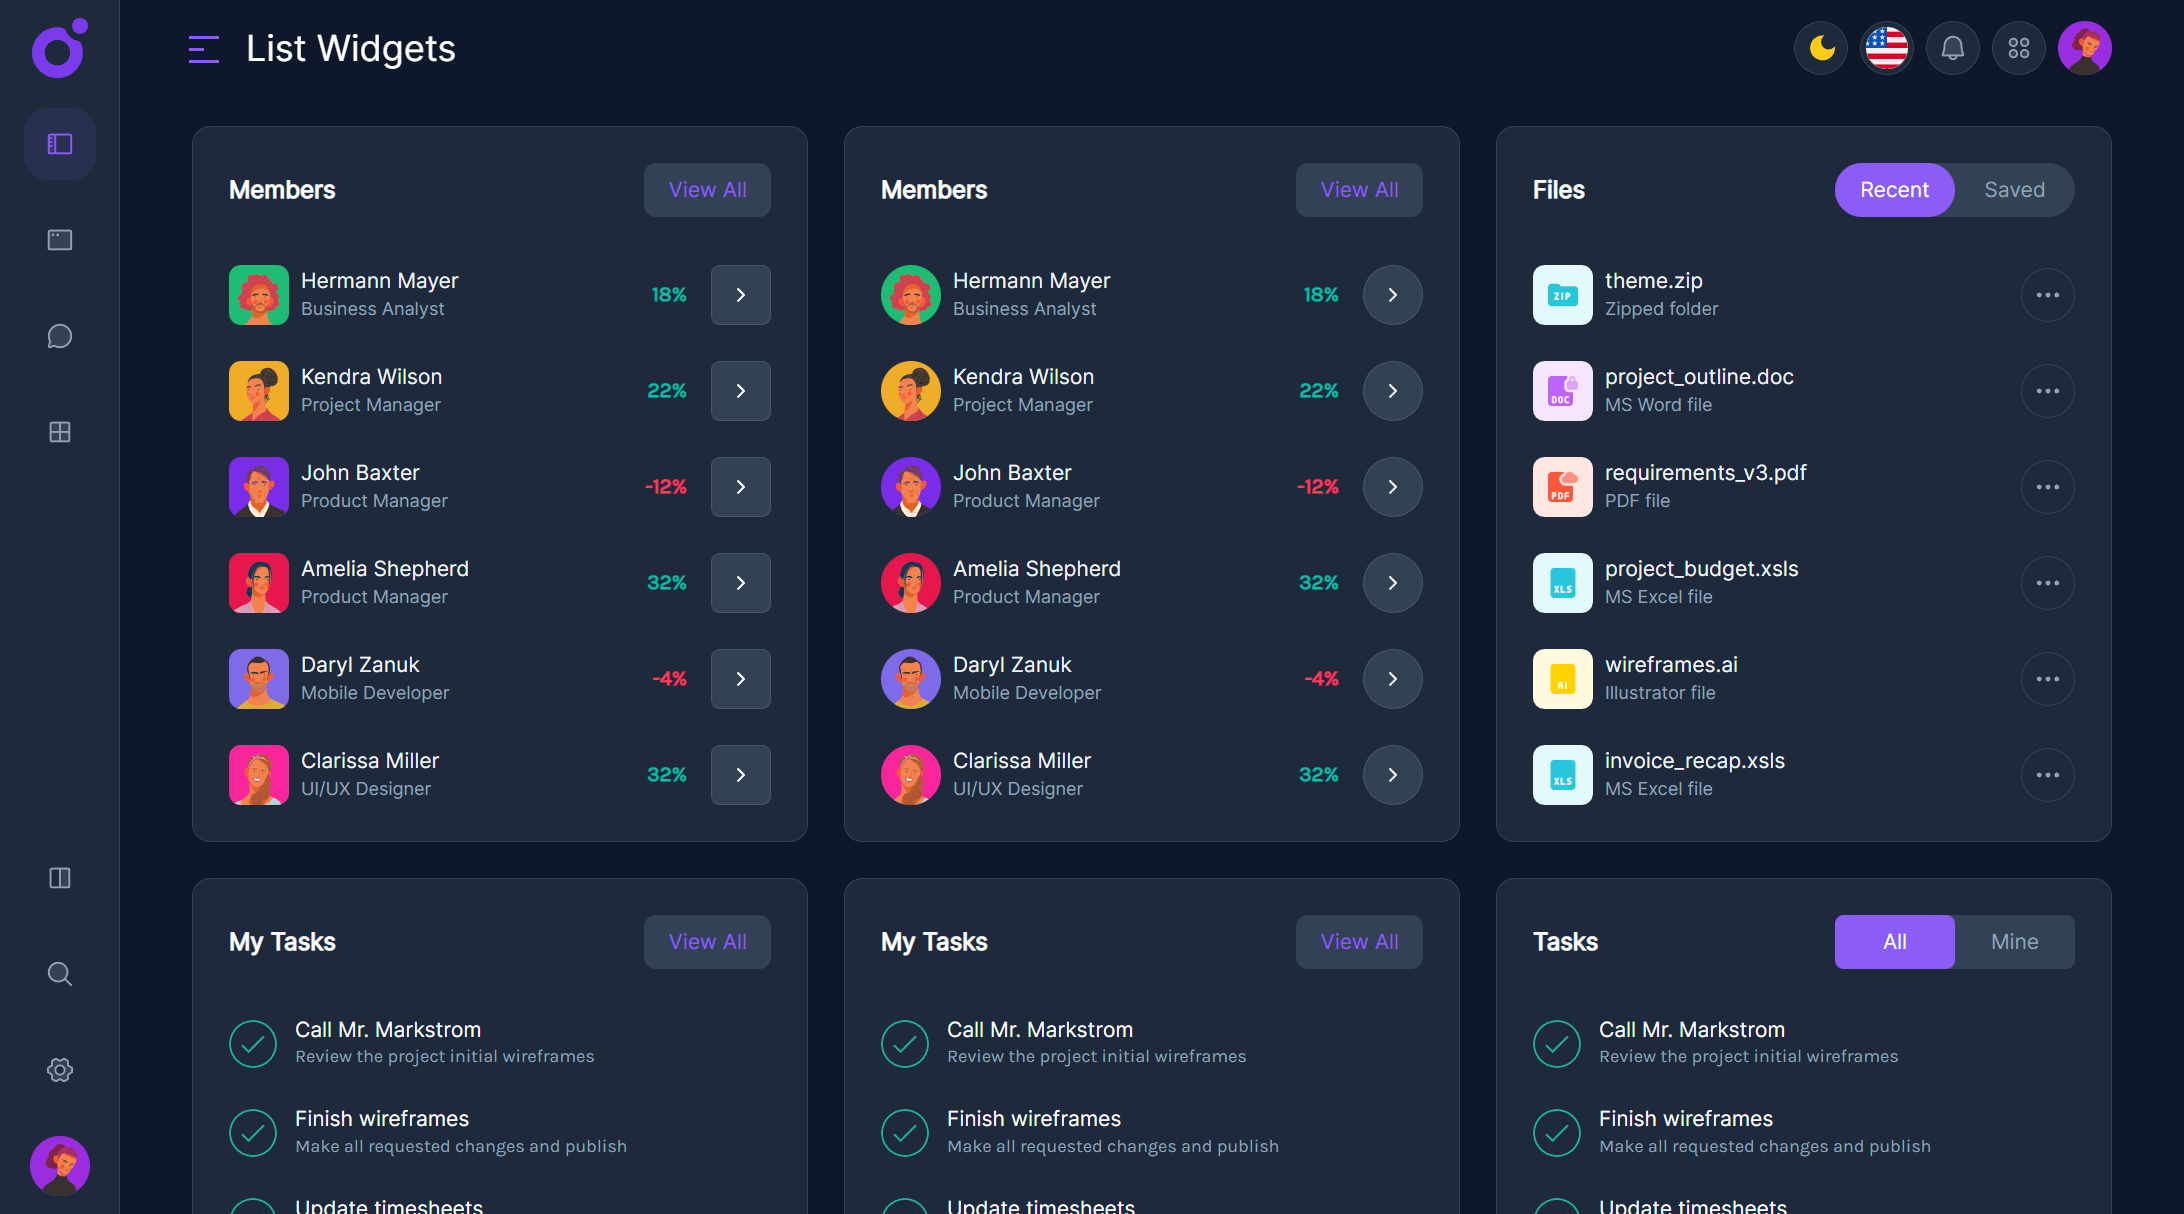 List Widgets
Members
View All
Hermann Mayer
Business Analyst
18%
Kendra Wilson
Project Manager
22%
John Baxter
Product Manager
-12%
Amelia Shepherd
Product Manager
32%
Daryl Zanuk
Mobile Developer
-4%
Clarissa Miller
UI/UX Designer
32%
Members
View All
Hermann Mayer
Business Analyst
18%
Kendra Wilson
Project Manager
22%
John Baxter
Product Manager
-12%
Amelia Shepherd
Product Manager
32%
Daryl Zanuk
Mobile Developer
-4%
Clarissa Miller
UI/UX Designer
32%
Files
Recent
Saved
ZIP
theme.zip
Zipped folder
DOC
project_outline.doc
MS Word file
PDF
requirements_v3.pdf
PDF file
XLS
project_budget.xsls
MS Excel file
AI
wireframes.ai
Illustrator file
XLS
invoice_recap.xsls
MS Excel file
My Tasks
View All
Call Mr. Markstrom
Review the project initial wireframes
Finish wireframes
Make all requested changes and publish
Update timesheets
My Tasks
View All
Call Mr. Markstrom
Review the project initial wireframes
Finish wireframes
Make all requested changes and publish
Update timesheets
Tasks
All
Mine
Call Mr. Markstrom
Review the project initial wireframes
Finish wireframes
Make all requested changes and publish
Update timesheets